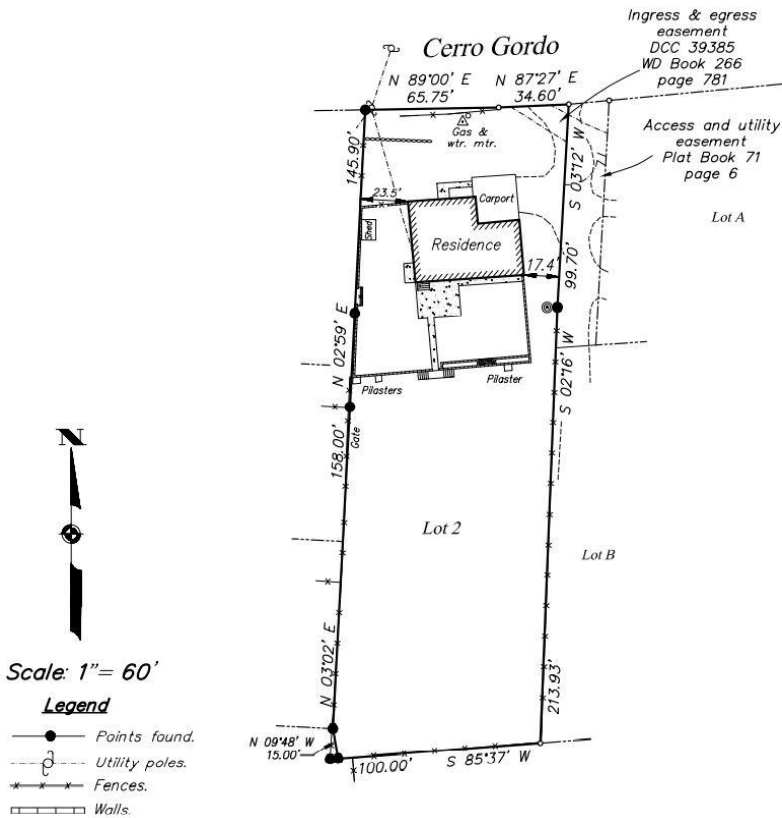 Cerro Gordo
Ingress & egress
easement
DCC 39385
WD Book 266
page 781
N 89°00' E
65.75'
N 87°27' E
34.60'
Gas &
wtr. mtr.
Access and utility
easement
Plat Book 71
page 6
145.90'
S 03°12' W
99.70'
23.5'
Carport
Lot A
Shed
Residence
17.4'
N 02°59' E
158.00'
S 02°16' W
213.93'
Pilasters
Pilaster
Gate
N
Lot 2
Lot B
Scale: 1"= 60'
Legend
Points found.
Utility poles.
Fences.
Walls.
N 03°02' E
N 09°48' W
15.00'
100.00'
S 85°37' W